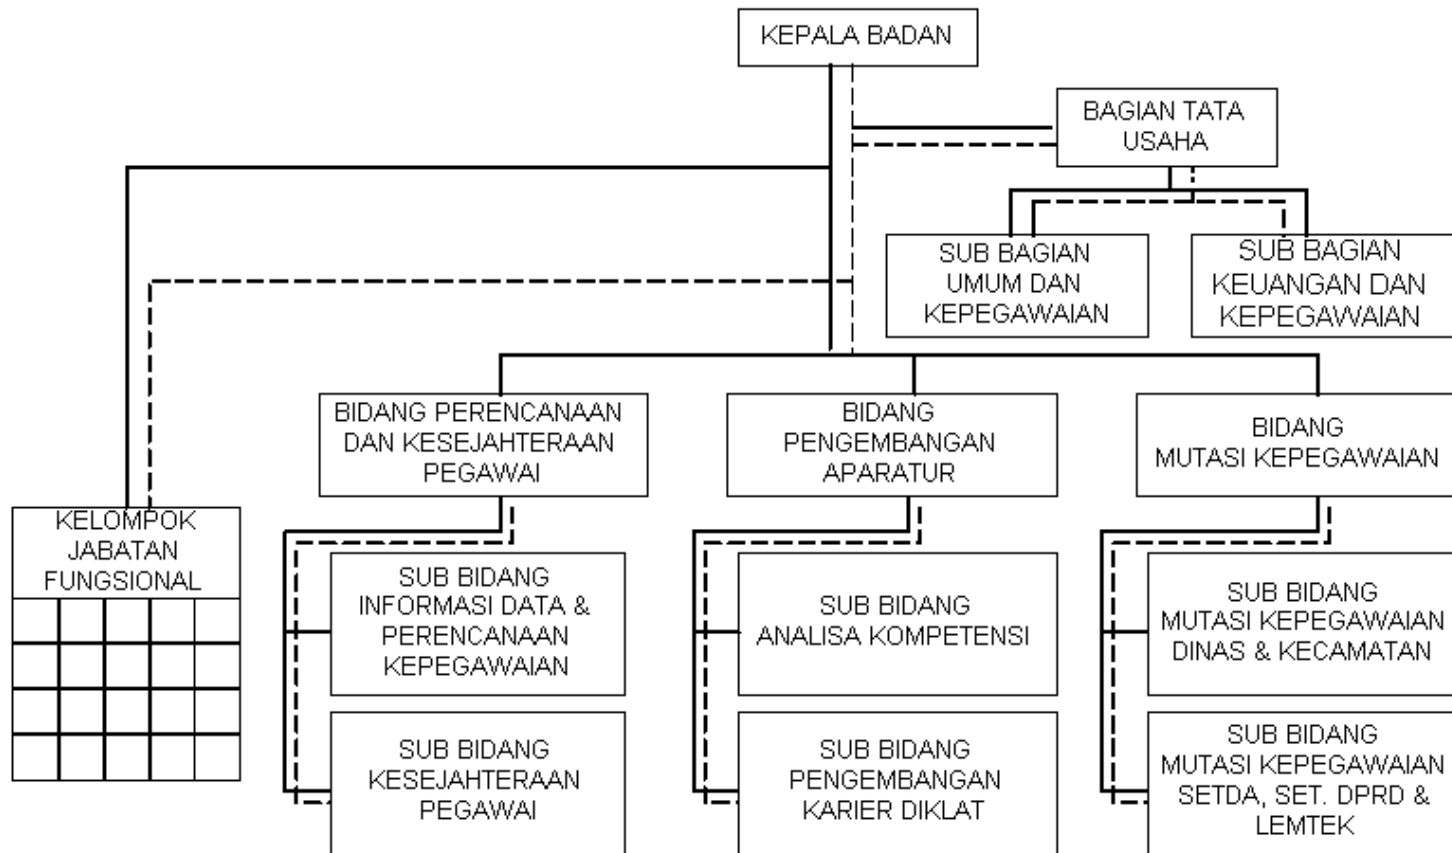 KEPALA BADAN
BAGIAN TATA
USAHA
SUB BAGIAN
UMUM DAN
KEPEGAWAIAN
SUB BAGIAN
KEUANGAN DAN
KEPEGAWAIAN
BIDANG PERENCANAAN
DAN KESEJAHTERAAN
PEGAWAI
BIDANG
PENGEMBANGAN
APARATUR
BIDANG
MUTASI KEPEGAWAIAN
KELOMPOK
JABATAN
FUNGSIONAL
SUB BIDANG
INFORMASI DATA &
PERENCANAAN
KEPEGAWAIAN
SUB BIDANG
ANALISA KOMPETENSI
SUB BIDANG
MUTASI KEPEGAWAIAN
DINAS & KECAMATAN
SUB BIDANG
KESEJAHTERAAN
PEGAWAI
SUB BIDANG
PENGEMBANGAN
KARIER DIKLAT
SUB BIDANG
MUTASI KEPEGAWAIAN
SETDA, SET. DPRD &
LEMTEK